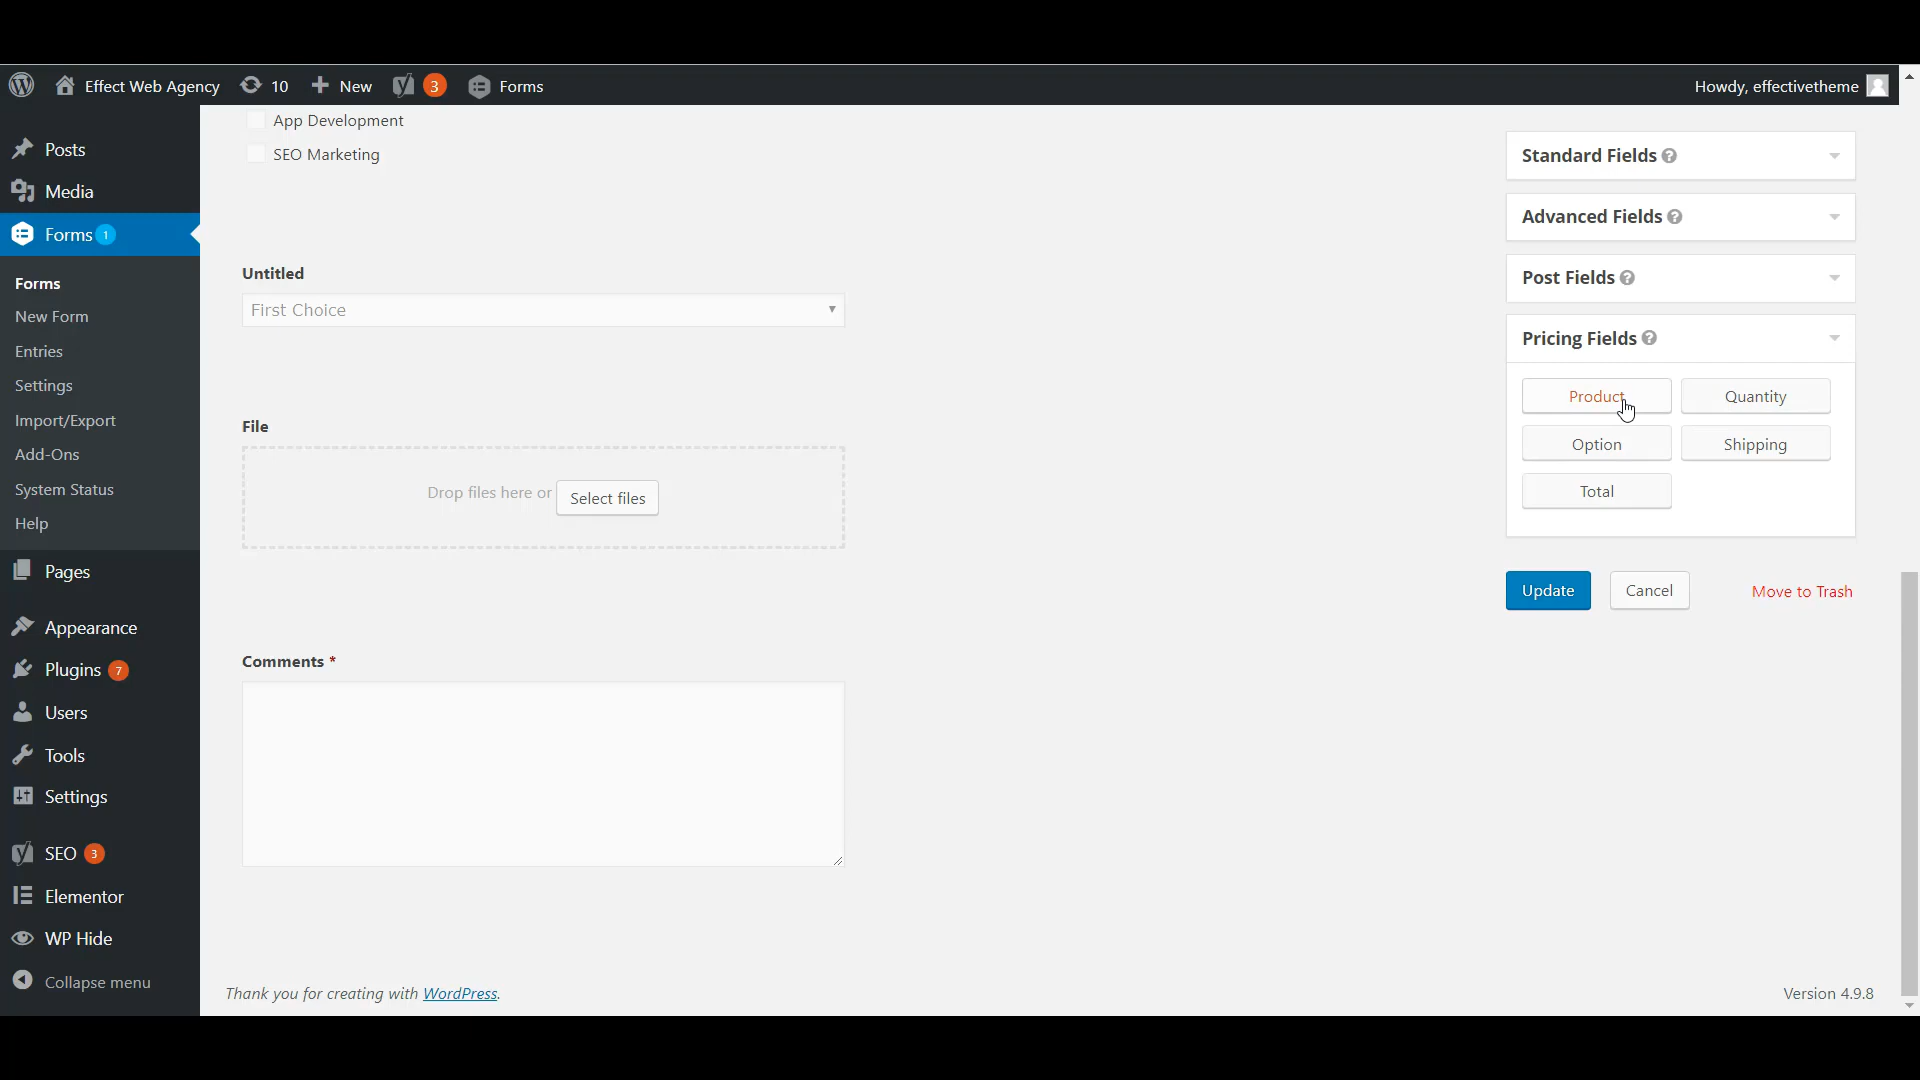 Effect Web Agency
10
New
3
Forms
Howdy, effectivetheme
Posts
Media
Forms 1
Forms
New Form
Entries
Settings
Import/Export
Add-Ons
System Status
Help
Pages
Appearance
Plugins 7
Users
Tools
Settings
SEO 3
Elementor
WP Hide
Collapse menu
App Development
SEO Marketing
Untitled
First Choice
File
Drop files here or Select files
Comments *
Thank you for creating with WordPress.
Standard Fields ?
Advanced Fields ?
Post Fields ?
Pricing Fields ?
Product Quantity
Option Shipping
Total
Update Cancel Move to Trash
Version 4.9.8